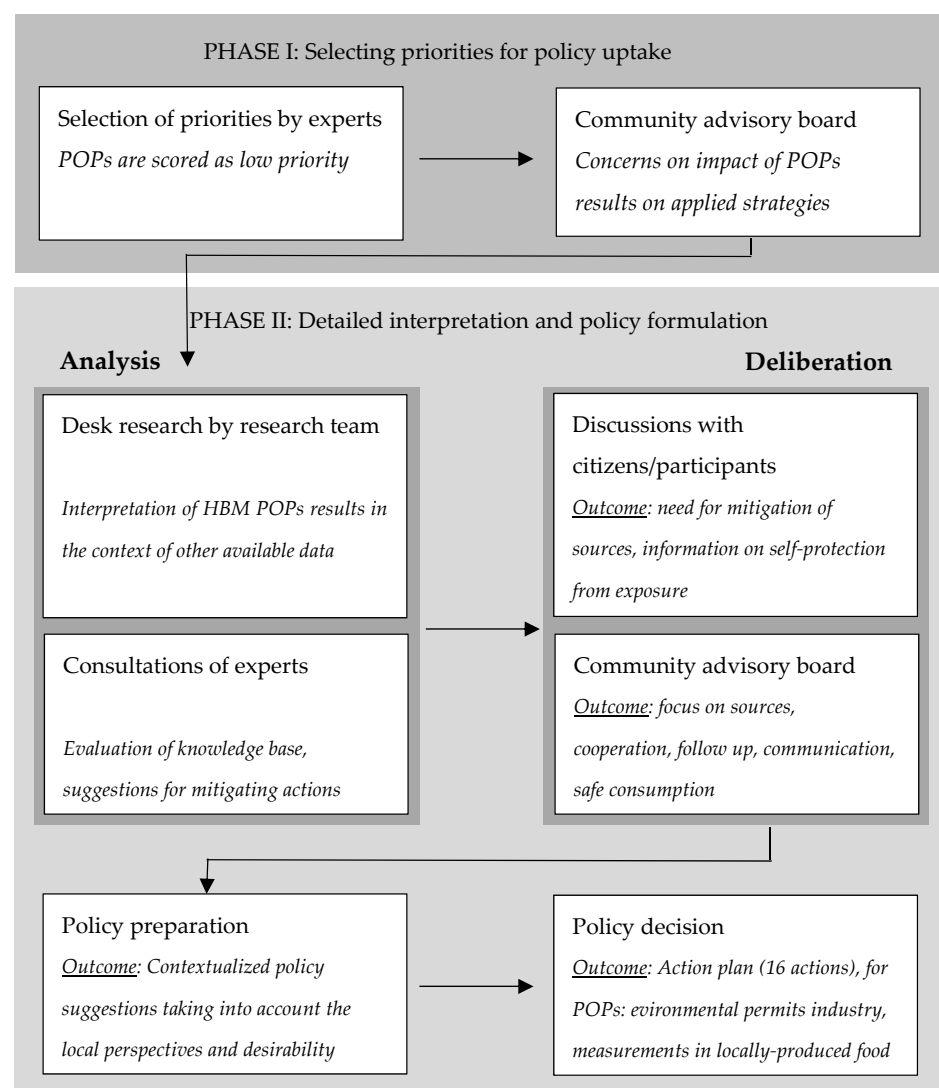 PHASE I: Selecting priorities for policy uptake
Selection of priorities by experts
POPs are scored as low priority
Community advisory board
Concerns on impact of POPs
results on applied strategies
PHASE II: Detailed interpretation and policy formulation
Analysis
Deliberation
Desk research by research team
Interpretation of HBM POPs results in
the context of other available data
Consultations of experts
Evaluation of knowledge base,
suggestions for mitigating actions
Discussions with
citizens/participants
Outcome: need for mitigation of
sources, information on self-protection
from exposure
Community advisory board
Outcome: focus on sources,
cooperation, follow up, communication,
safe consumption
Policy preparation
Outcome: Contextualized policy
suggestions taking into account the
local perspectives and desirability
Policy decision
Outcome: Action plan (16 actions), for
POPs: evironmental permits industry,
measurements in locally-produced food